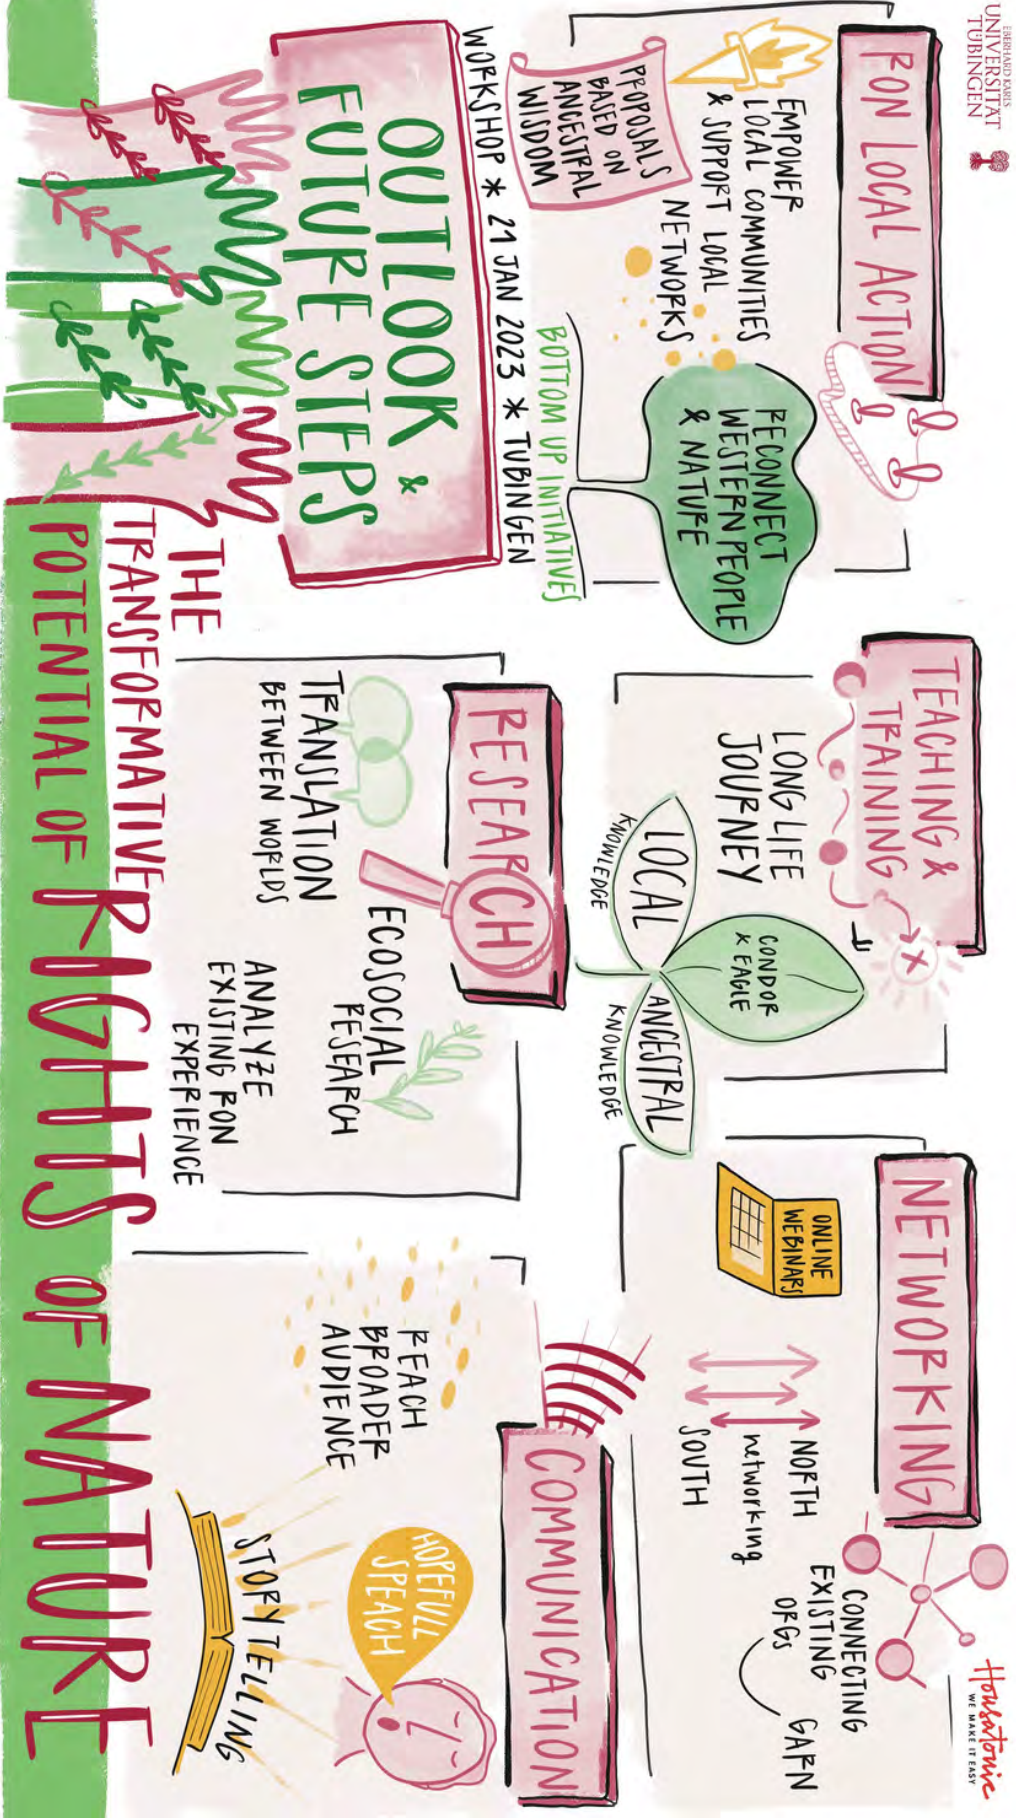 EBERHARD KARLS
UNIVERSITÄT
TÜBINGEN
RON LOCAL ACTION
EMPOWER
LOCAL COMMUNITIES
& SUPPORT LOCAL
NETWORKS
PROPOSALS
BASED ON
ANCESTRAL
WISDOM
RECONNECT
WESTERN PEOPLE
& NATURE
BOTTOM UP INITIATIVES
WORKSHOP * 21 JAN 2023 * TUBINGEN
OUTLOOK &
FUTURE STEPS
TEACHING &
TRAINING
LONG LIFE
JOURNEY
CONDOR
X EAGLE
LOCAL
KNOWLEDGE
ANCESTRAL
KNOWLEDGE
RESEARCH
TRANSLATION
BETWEEN WORLDS
ECOSOCIAL
RESEARCH
ANALYZE
EXISTING RON
EXPERIENCE
NETWORKING
ONLINE
WEBINARS
NORTH
networking
SOUTH
CONNECTING
EXISTING
ORGS
GARN
Housatonic
WE MAKE IT EASY
COMMUNICATION
REACH
BROADER
AUDIENCE
HOPEFULL
SPEACH
STORYTELLING
THE
TRANSFORMATIVE
POTENTIAL OF RIGHTS OF NATURE